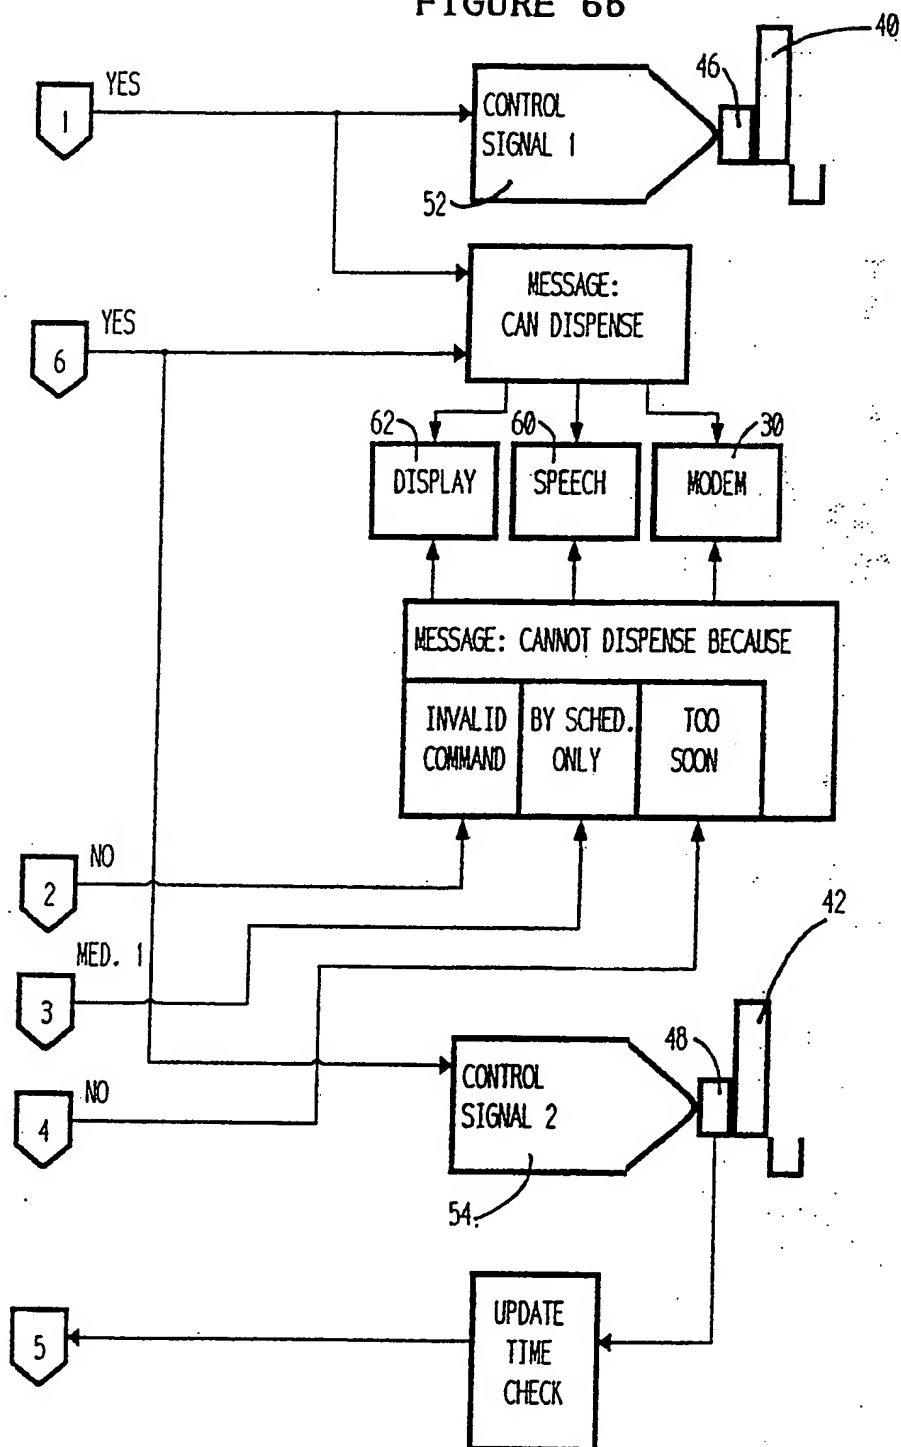 FIGURE 6b
40
YES
46
1
CONTROL
SIGNAL 1
52
MESSAGE:
CAN DISPENSE
YES
6
62
60
30
DISPLAY
SPEECH
MODEM
MESSAGE: CANNOT DISPENSE BECAUSE
INVALID
COMMAND
BY SCHED.
ONLY
TOO
SOON
NO
2
42
MED. 1
3
48
NO
4
CONTROL
SIGNAL 2
54
UPDATE
TIME
CHECK
5